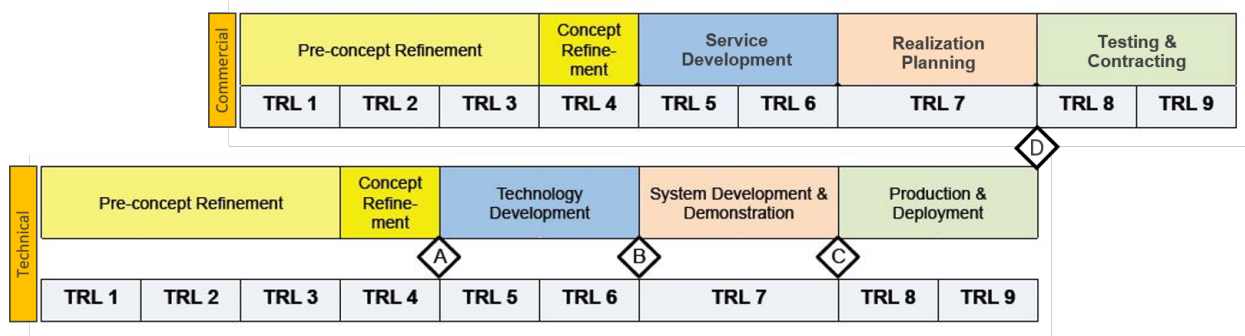 Commercial
Pre-concept Refinement
Concept
Refine-
ment
Service
Development
Realization
Planning
Testing &
Contracting
TRL 1
TRL 2
TRL 3
TRL 4
TRL 5
TRL 6
TRL 7
TRL 8
TRL 9
D
Technical
Pre-concept Refinement
Concept
Refine-
ment
Technology
Development
System Development &
Demonstration
Production &
Deployment
A
B
C
TRL 1
TRL 2
TRL 3
TRL 4
TRL 5
TRL 6
TRL 7
TRL 8
TRL 9